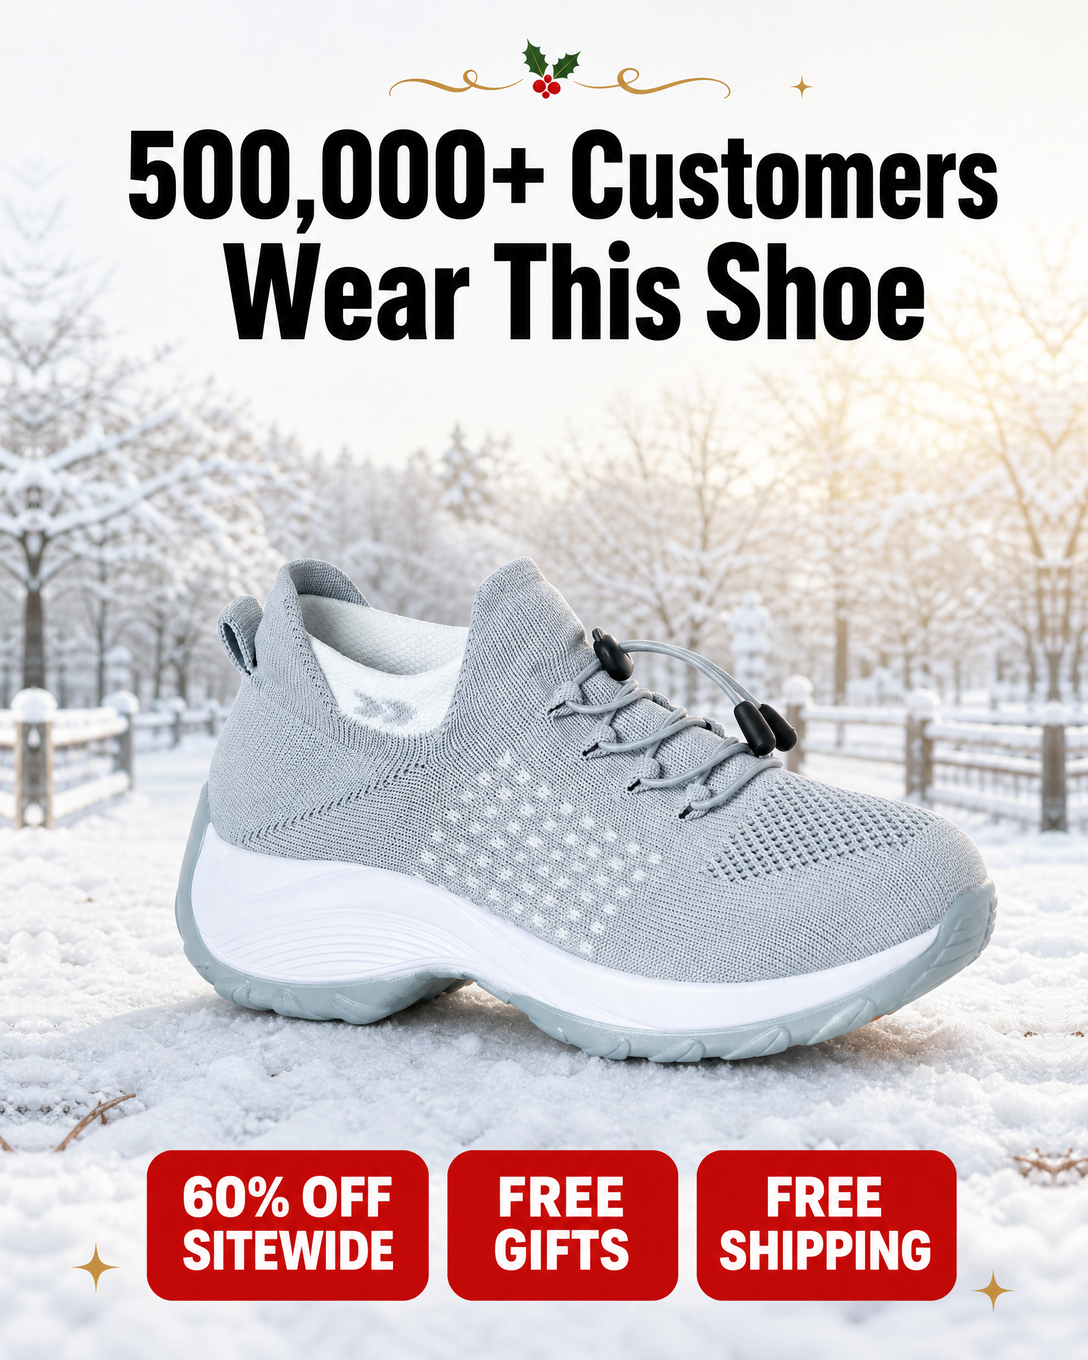 500,000+ Customers
Wear This Shoe
60% OFF
SITEWIDE
FREE
GIFTS
FREE
SHIPPING